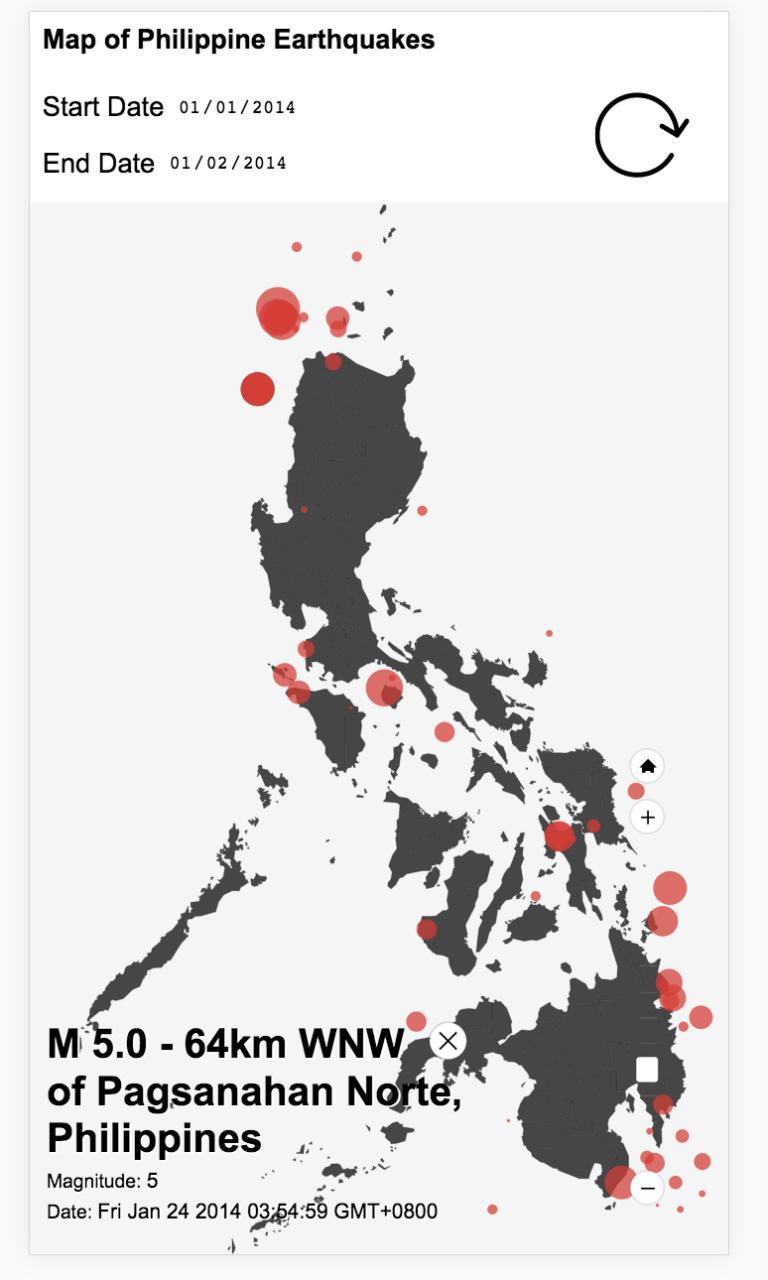 Map of Philippine Earthquakes
Start Date 01/01/2014
End Date 01/02/2014
M 5.0 - 64km WNW
of Pagsanahan Norte,
Philippines
Magnitude: 5
Date: Fri Jan 24 2014 03:54:59 GMT+0800